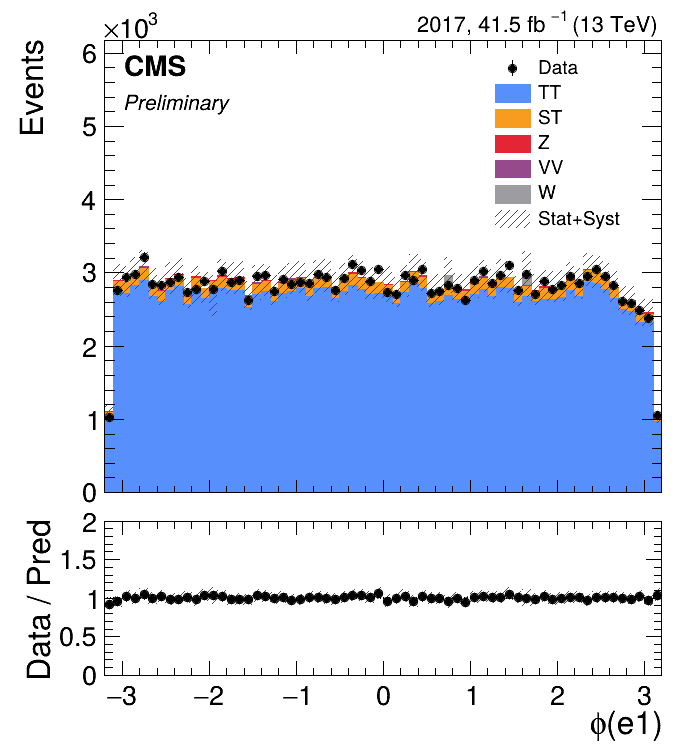 ×10³
2017, 41.5 fb⁻¹ (13 TeV)
CMS
Preliminary
Data
TT
ST
Z
VV
W
Stat+Syst
Events
6
5
4
3
2
1
0
Data / Pred
2
1.5
1
0.5
0
−3 −2 −1 0 1 2 3
ϕ(e1)